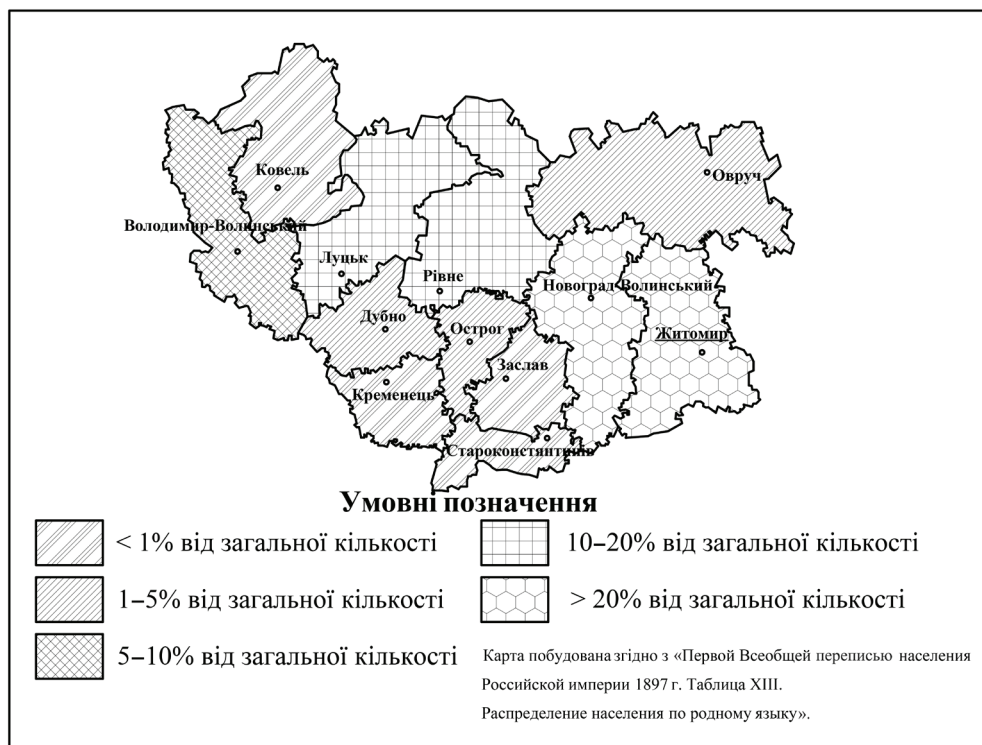 Ковель
Овруч
Володимир-Волинський
Луцьк
Рівне
Новоград-Волинський
Дубно
Острог
Житомир
Заслав
Кременець
Староконстянтинів
Умовні позначення
< 1% від загальної кількості
1–5% від загальної кількості
5–10% від загальної кількості
10–20% від загальної кількості
> 20% від загальної кількості
Карта побудована згідно з «Первой Всеобщей переписью населения
Российской империи 1897 г. Таблица XIII.
Распределение населения по родному языку».